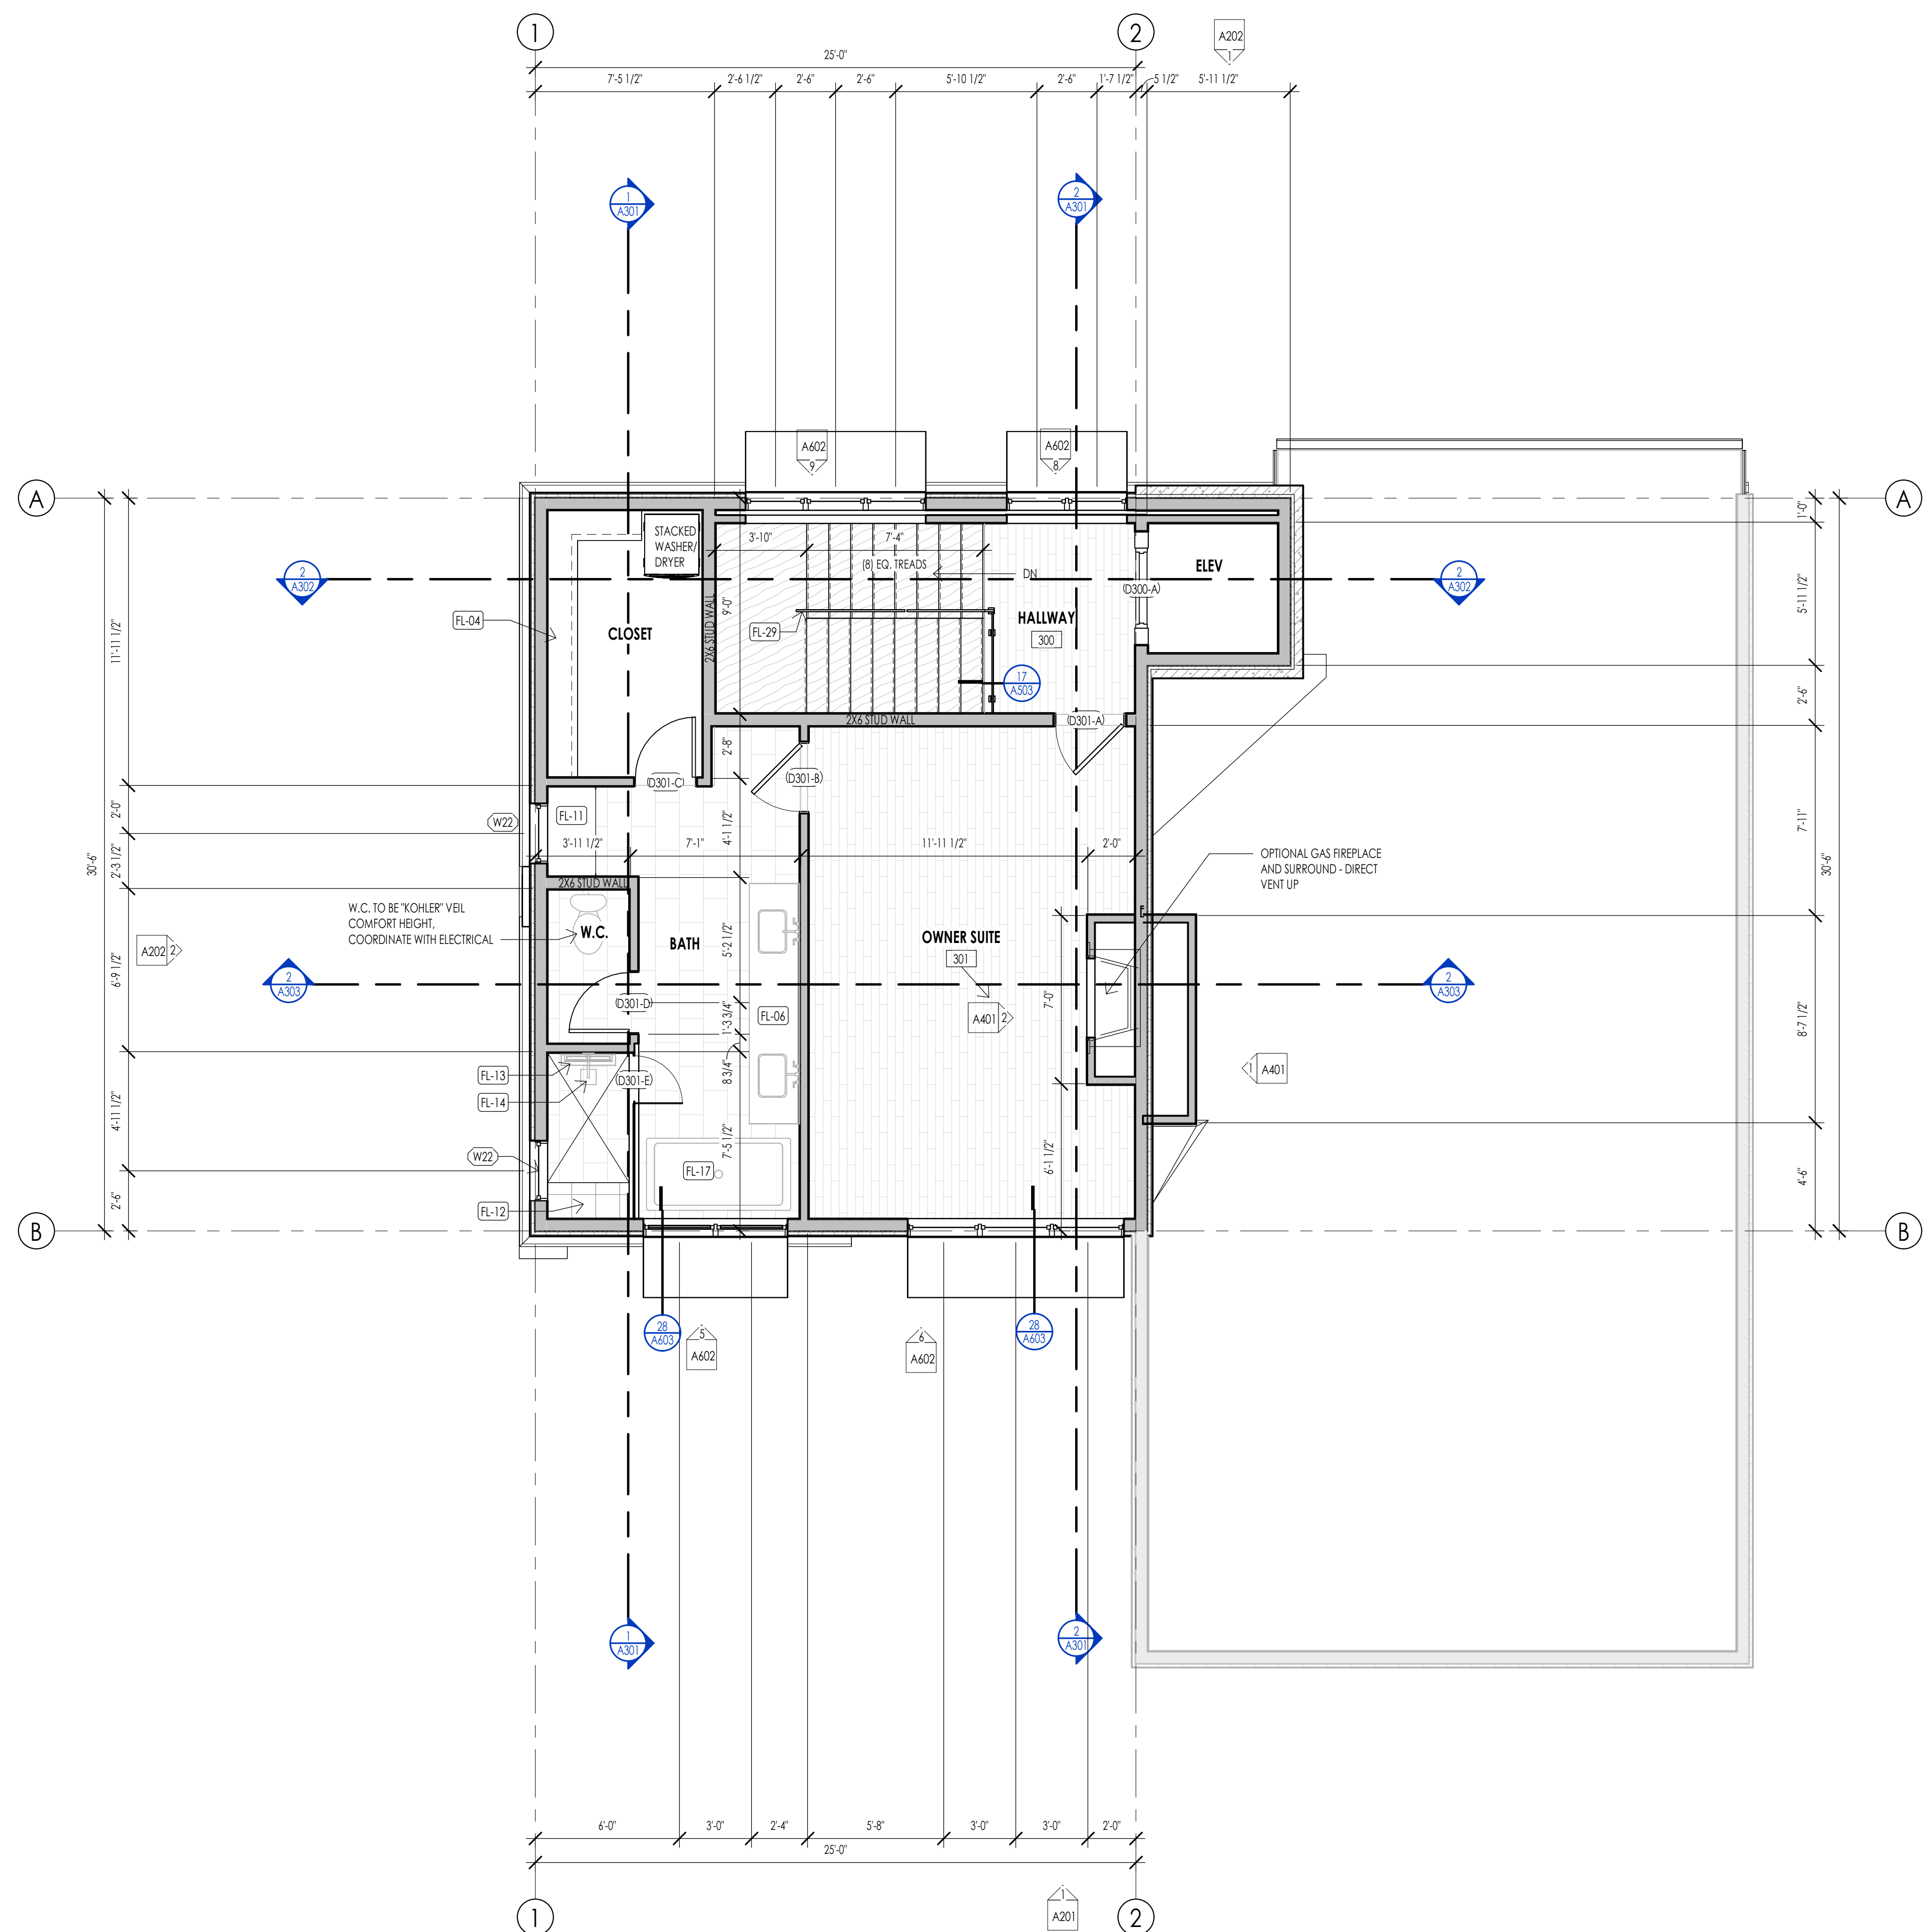 1
2
A202
1
25'-0"
7'-5 1/2"
2'-6 1/2"
2'-6"
2'-6"
5'-10 1/2"
2'-6"
1'-7 1/2"
5 1/2"
5'-11 1/2"
1
A301
2
A301
A602
9
A602
8
A
A
STACKED
WASHER/
DRYER
3'-10"
7'-4"
(8) EQ. TREADS
DN
ELEV
1'-0"
2
A302
2
A302
(D300-A)
9'-0"
2X6 STUD WALL
FL-04
CLOSET
FL-29
HALLWAY
300
5'-11 1/2"
11'-11 1/2"
17
A503
2'-6"
2X6 STUD WALL
(D301-A)
2'-8"
(D301-C)
(D301-B)
2'-0"
W22
FL-11
4'-1 1/2"
7'-11"
3'-11 1/2"
7'-1"
11'-11 1/2"
2'-0"
30'-6"
2'-3 1/2"
30'-6"
OPTIONAL GAS FIREPLACE
AND SURROUND - DIRECT
VENT UP
2X6 STUD WALL
W.C. TO BE "KOHLER" VEIL
COMFORT HEIGHT,
COORDINATE WITH ELECTRICAL
W.C.
BATH
5'-2 1/2"
OWNER SUITE
301
A202
2
6'-9 1/2"
2
A303
2
A303
(D301-D)
FL-06
1'-3 3/4"
A401
2
7'-0"
8'-7 1/2"
FL-13
(D301-E)
8 3/4"
1
A401
FL-14
4'-11 1/2"
W22
FL-17
7'-5 1/2"
6'-1 1/2"
4'-6"
2'-6"
FL-12
B
B
28
A603
5
A602
6
A602
28
A603
1
A301
2
A301
6'-0"
3'-0"
2'-4"
5'-8"
3'-0"
3'-0"
2'-0"
25'-0"
1
1
A201
2